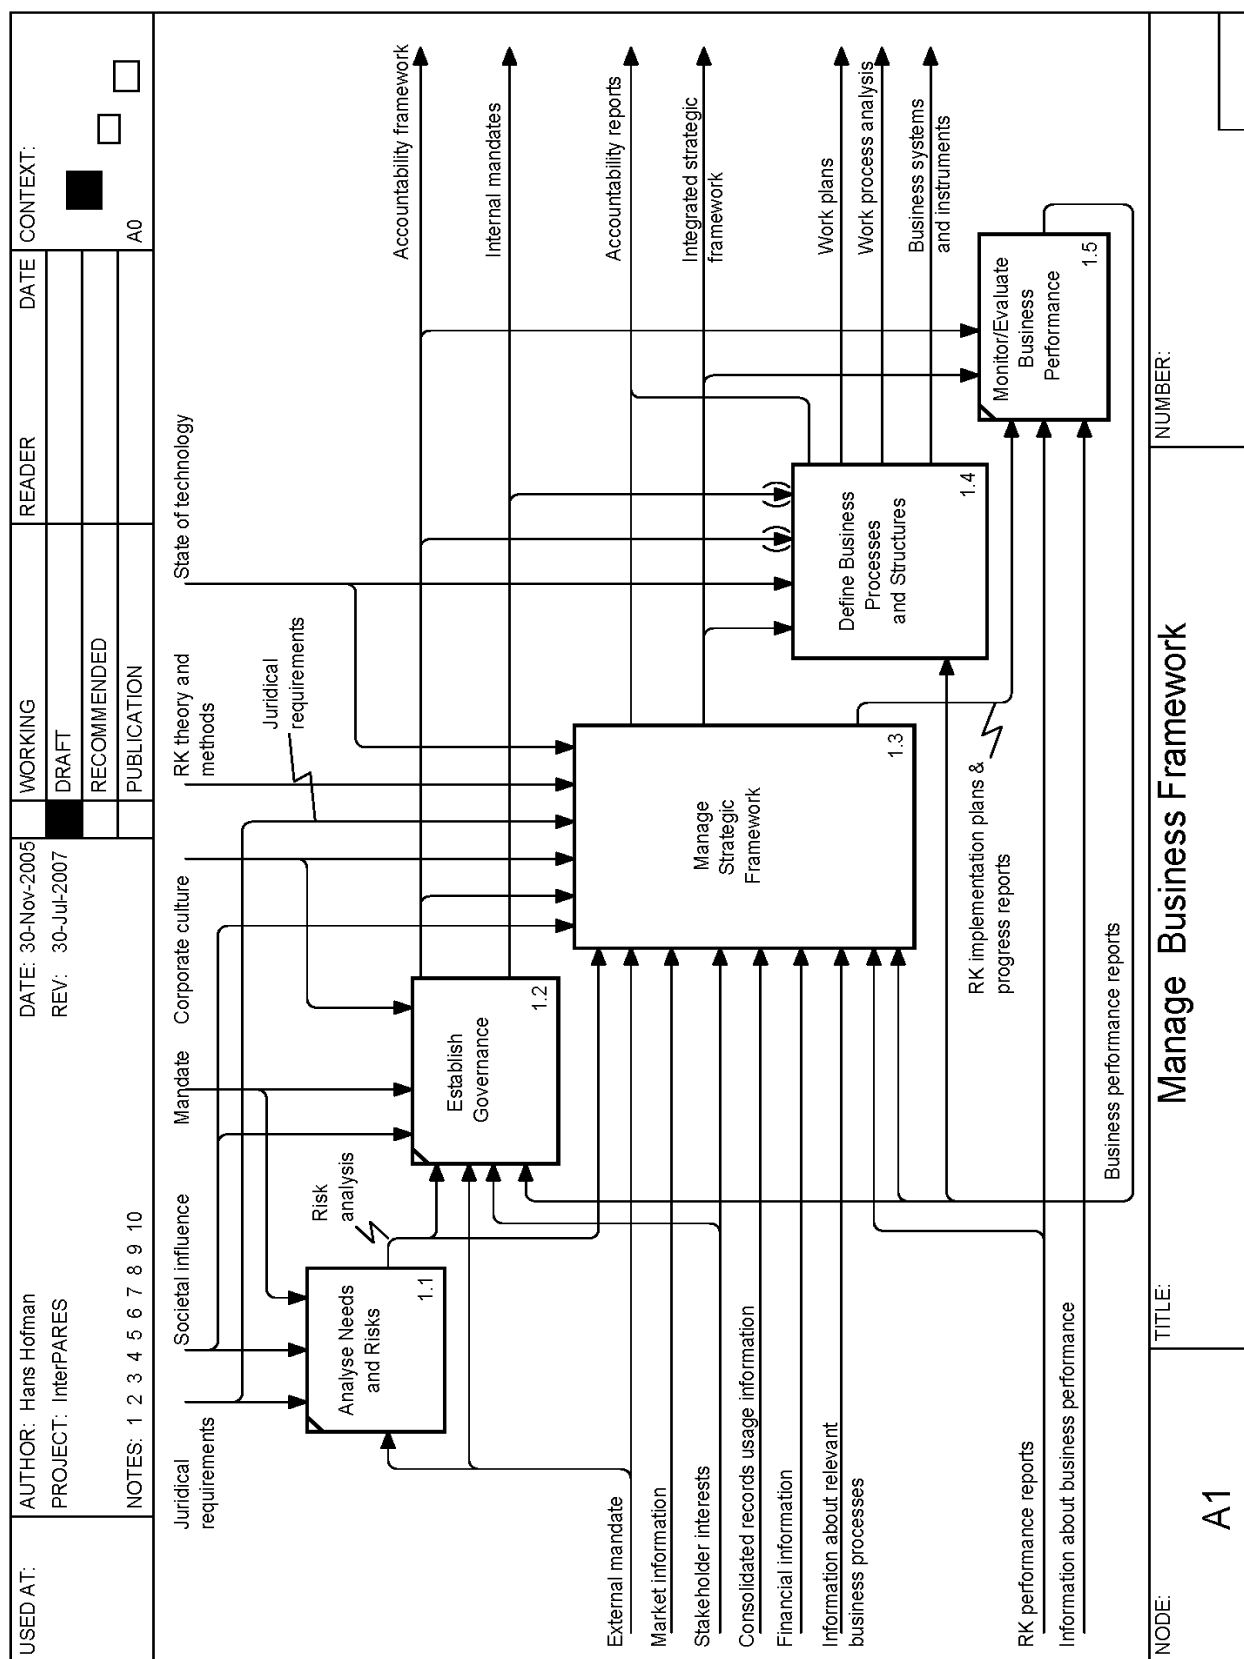 USED AT:
AUTHOR: Hans Hofman
PROJECT: InterPARES
NOTES: 1 2 3 4 5 6 7 8 9 10
DATE: 30-Nov-2005
REV: 30-Jul-2007
WORKING
DRAFT
RECOMMENDED
PUBLICATION
READER
DATE
CONTEXT:
A0
Juridical
requirements
Societal influence
Mandate
Corporate culture
RK theory and
methods
State of technology
Juridical
requirements
Accountability framework
Internal mandates
Accountability reports
Integrated strategic
framework
Work plans
Work process analysis
Business systems
and instruments
Analyse Needs
and Risks
1.1
Risk
analysis
Establish
Governance
1.2
Manage
Strategic
Framework
1.3
Define Business
Processes
and Structures
1.4
Monitor/Evaluate
Business
Performance
1.5
External mandate
Market information
Stakeholder interests
Consolidated records usage information
Financial information
Information about relevant
business processes
RK performance reports
Information about business performance
RK implementation plans &
progress reports
Business performance reports
NODE:
A1
TITLE:
Manage Business Framework
NUMBER: